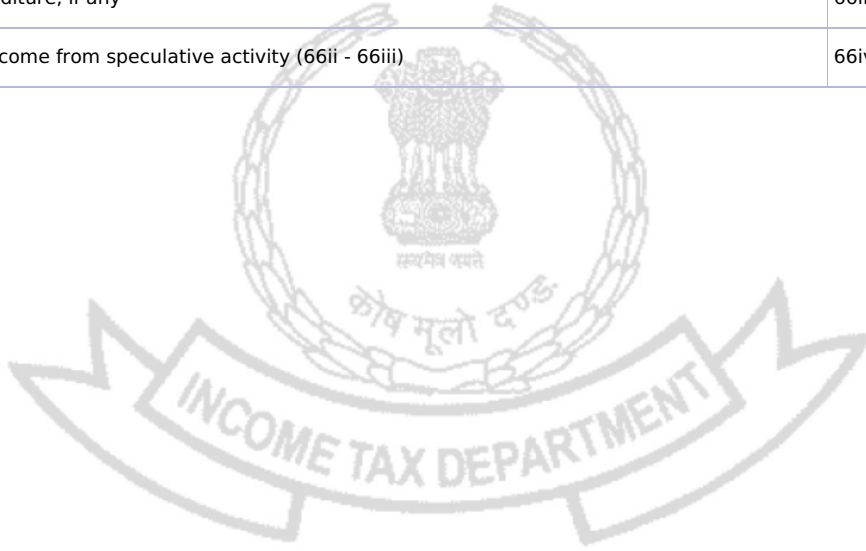 diture, if any
come from speculative activity (66ii - 66iii) 66iv
सत्यमेव जयते
कोष मूलो दण्डः
INCOME TAX DEPARTMENT